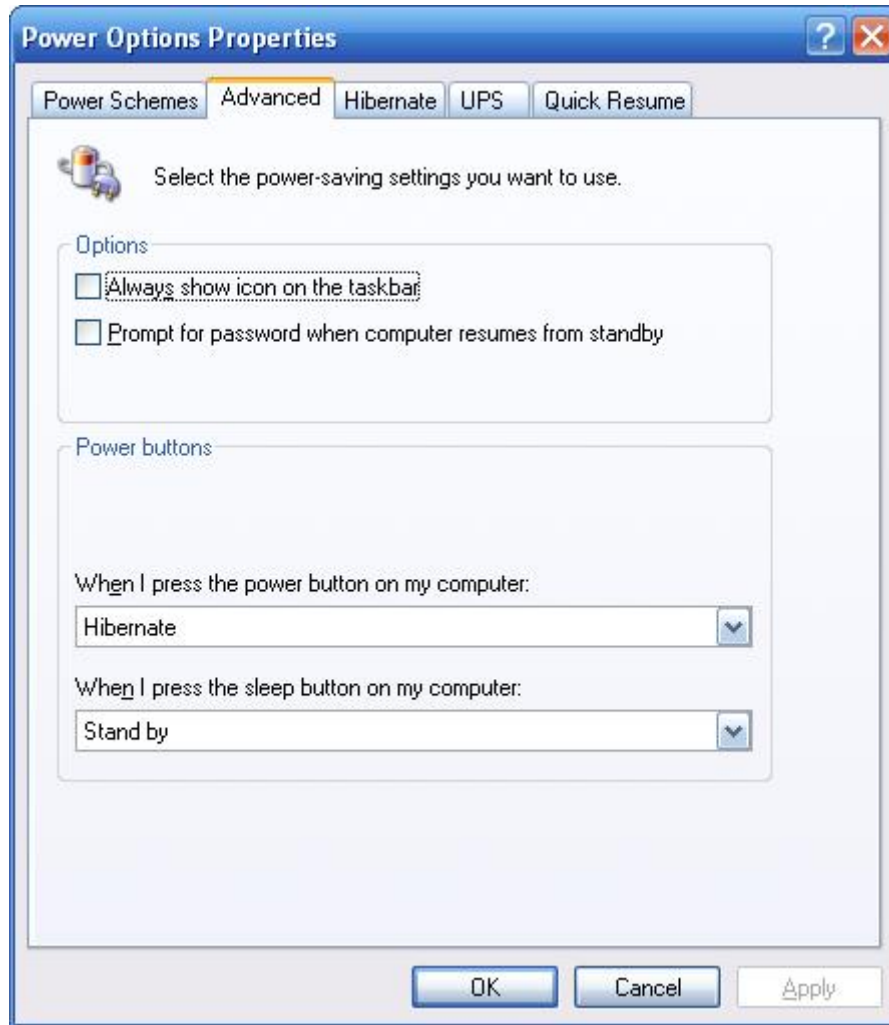 Power Options Properties
Power Schemes Advanced Hibernate UPS Quick Resume
Select the power-saving settings you want to use.
Options
Always show icon on the taskbar
Prompt for password when computer resumes from standby
Power buttons
When I press the power button on my computer:
Hibernate
When I press the sleep button on my computer:
Stand by
OK Cancel Apply